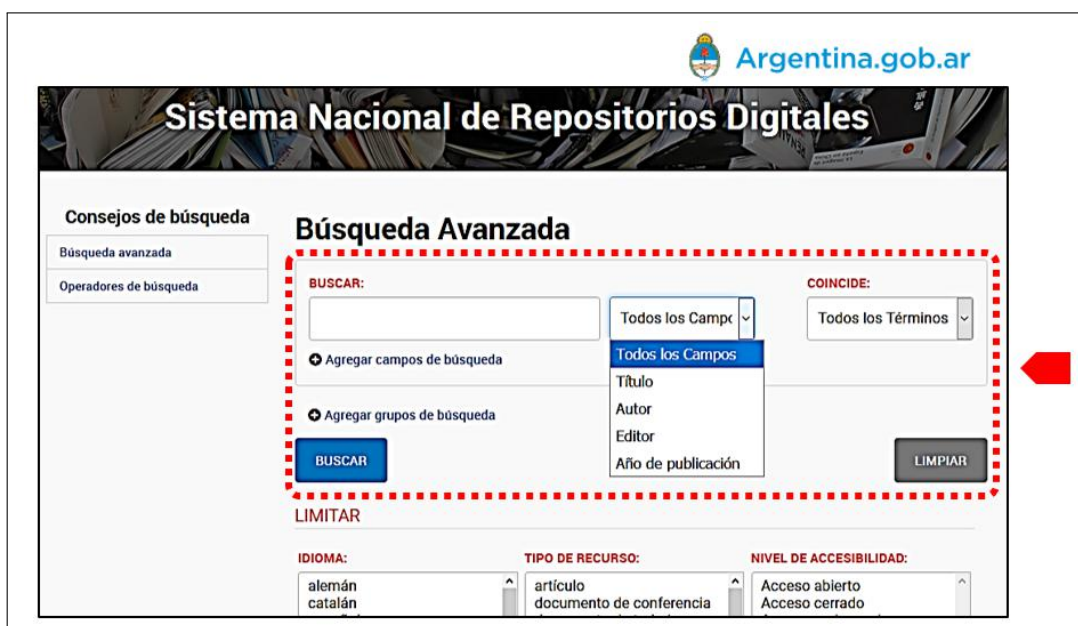 Argentina.gob.ar
Sistema Nacional de Repositorios Digitales
Consejos de búsqueda
Búsqueda avanzada
Operadores de búsqueda
Búsqueda Avanzada
BUSCAR:
COINCIDE:
Todos los Campo
Todos los Términos
Agregar campos de búsqueda
Todos los Campos
Título
Autor
Editor
Año de publicación
Agregar grupos de búsqueda
BUSCAR
LIMPIAR
LIMITAR
IDIOMA:
TIPO DE RECURSO:
NIVEL DE ACCESIBILIDAD:
alemán
catalán
artículo
documento de conferencia
Acceso abierto
Acceso cerrado